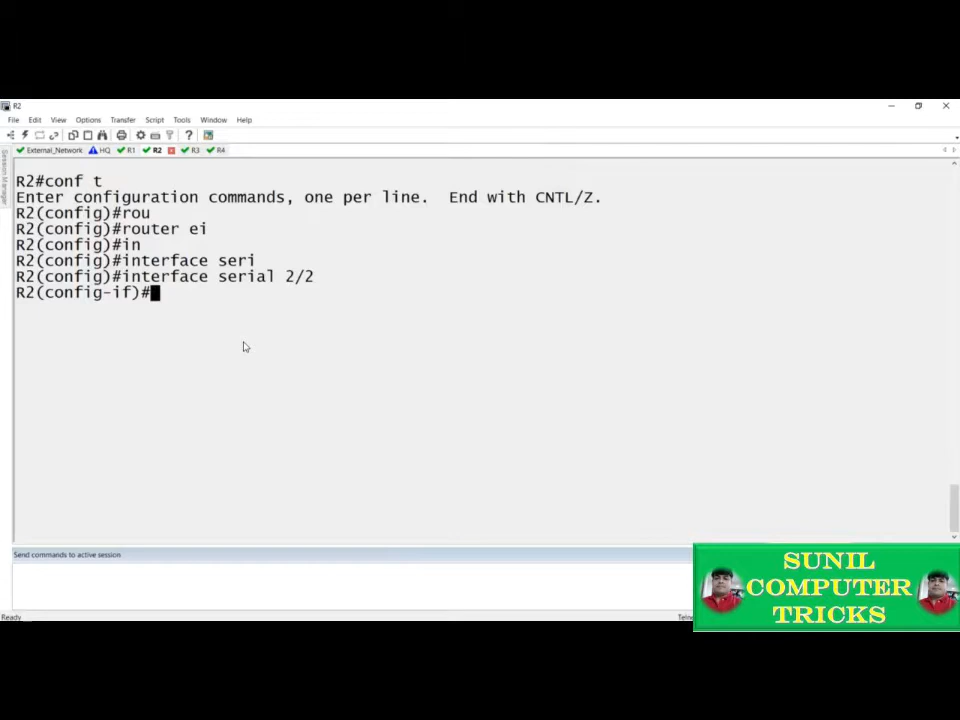 R2
File Edit View Options Transfer Script Tools Window Help
External_Network HQ R1 R2 R3 R4
Session Manager
R2#conf t
Enter configuration commands, one per line. End with CNTL/Z.
R2(config)#rou
R2(config)#router ei
R2(config)#in
R2(config)#interface seri
R2(config)#interface serial 2/2
R2(config-if)#
Send commands to active session
Ready
SUNIL
COMPUTER
TRICKS